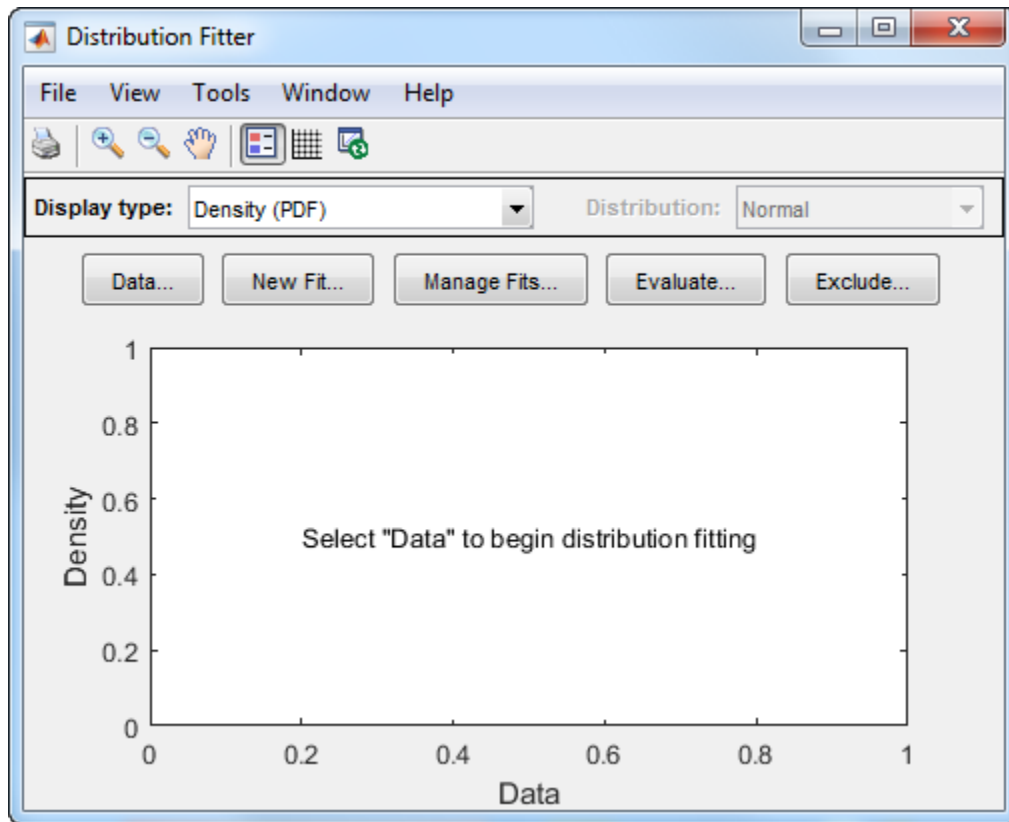 Distribution Fitter
File View Tools Window Help
Display type: Density (PDF) Distribution: Normal
Data... New Fit... Manage Fits... Evaluate... Exclude...
1
0.8
0.6
0.4
0.2
0
Density
Select "Data" to begin distribution fitting
0 0.2 0.4 0.6 0.8 1
Data